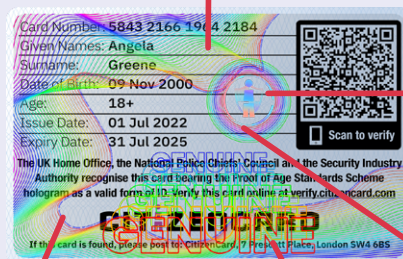 Card Number: 5843 2166 1964 2184
Given Names: Angela
Surname: Greene
Date of Birth: 09 Nov 2000
Age: 18+
Issue Date: 01 Jul 2022
Expiry Date: 31 Jul 2025
Scan to verify
The UK Home Office, the National Police Chiefs' Council and the Security Industry
Authority recognise this card bearing the Proof of Age Standards Scheme
hologram as a valid form of ID. Verify this card online at verify.citizencard.com
GENUINE
GENUINE
CITIZENCARD
GENUINE
If this card is found, please post to: CitizenCard, 7 Prescott Place, London SW4 6BS